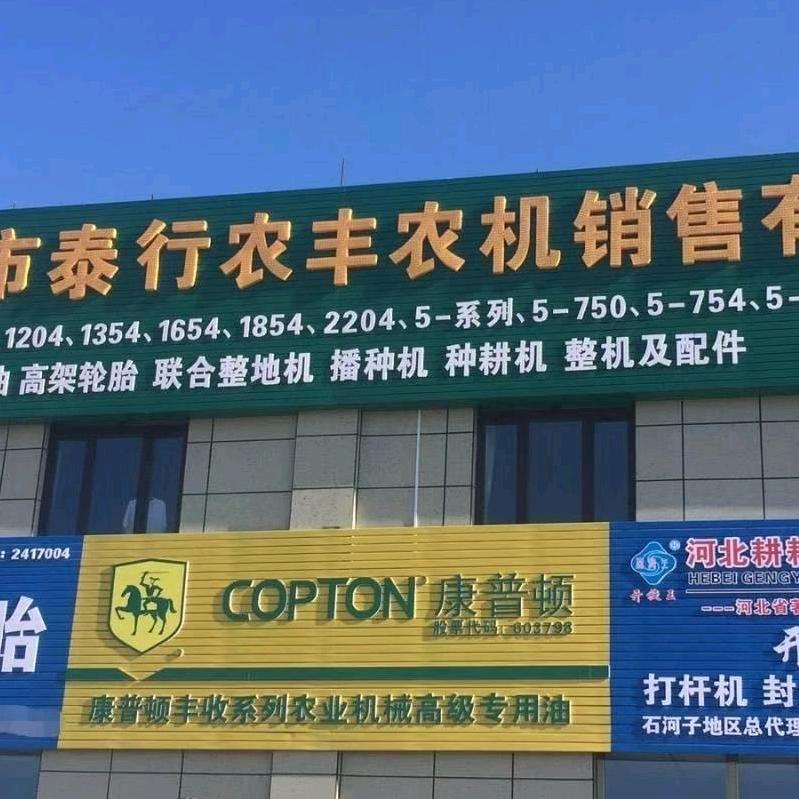 市泰行农丰农机销售有
1204、1354、1654、1854、2204、5-系列、5-750、5-754、5-
油 高架轮胎 联合整地机 播种机 种耕机 整机及配件
: 2417004
胎
COPTON 康普顿
股票代码: 603798
康普顿丰收系列农业机械高级专用油
河北耕耘
HEBEI GENGY
开
---河北省著
打杆机 封
石河子地区总代理